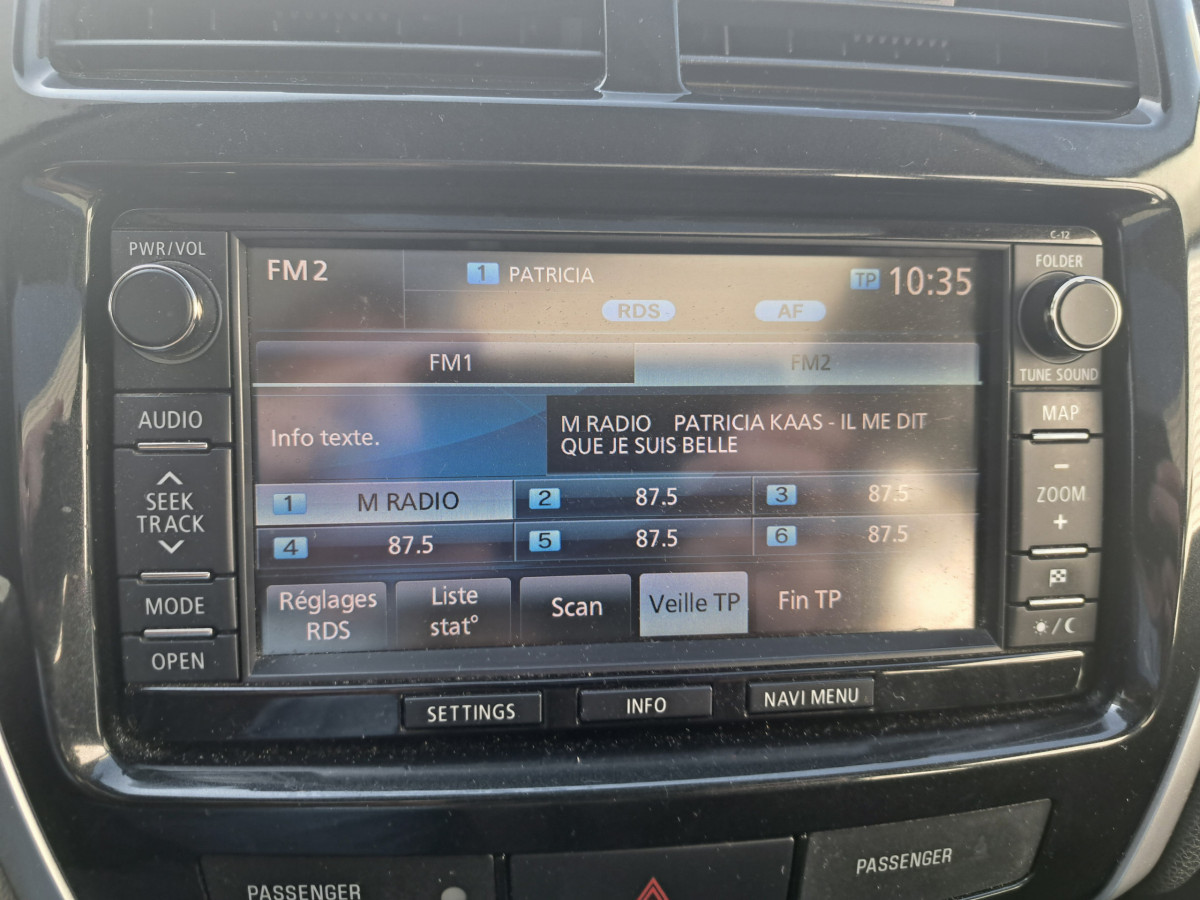 C-12
PWR/VOL
FM2
1 PATRICIA
TP 10:35
FOLDER
RDS AF
FM1 FM2
TUNE SOUND
AUDIO
Info texte.
M RADIO PATRICIA KAAS - IL ME DIT
QUE JE SUIS BELLE
MAP
SEEK
TRACK
1 M RADIO 2 87.5 3 87.5
4 87.5 5 87.5 6 87.5
-
ZOOM
+
MODE
OPEN
Réglages
RDS
Liste
stat°
Scan
Veille TP
Fin TP
SETTINGS INFO NAVI MENU
PASSENGER
PASSENGER